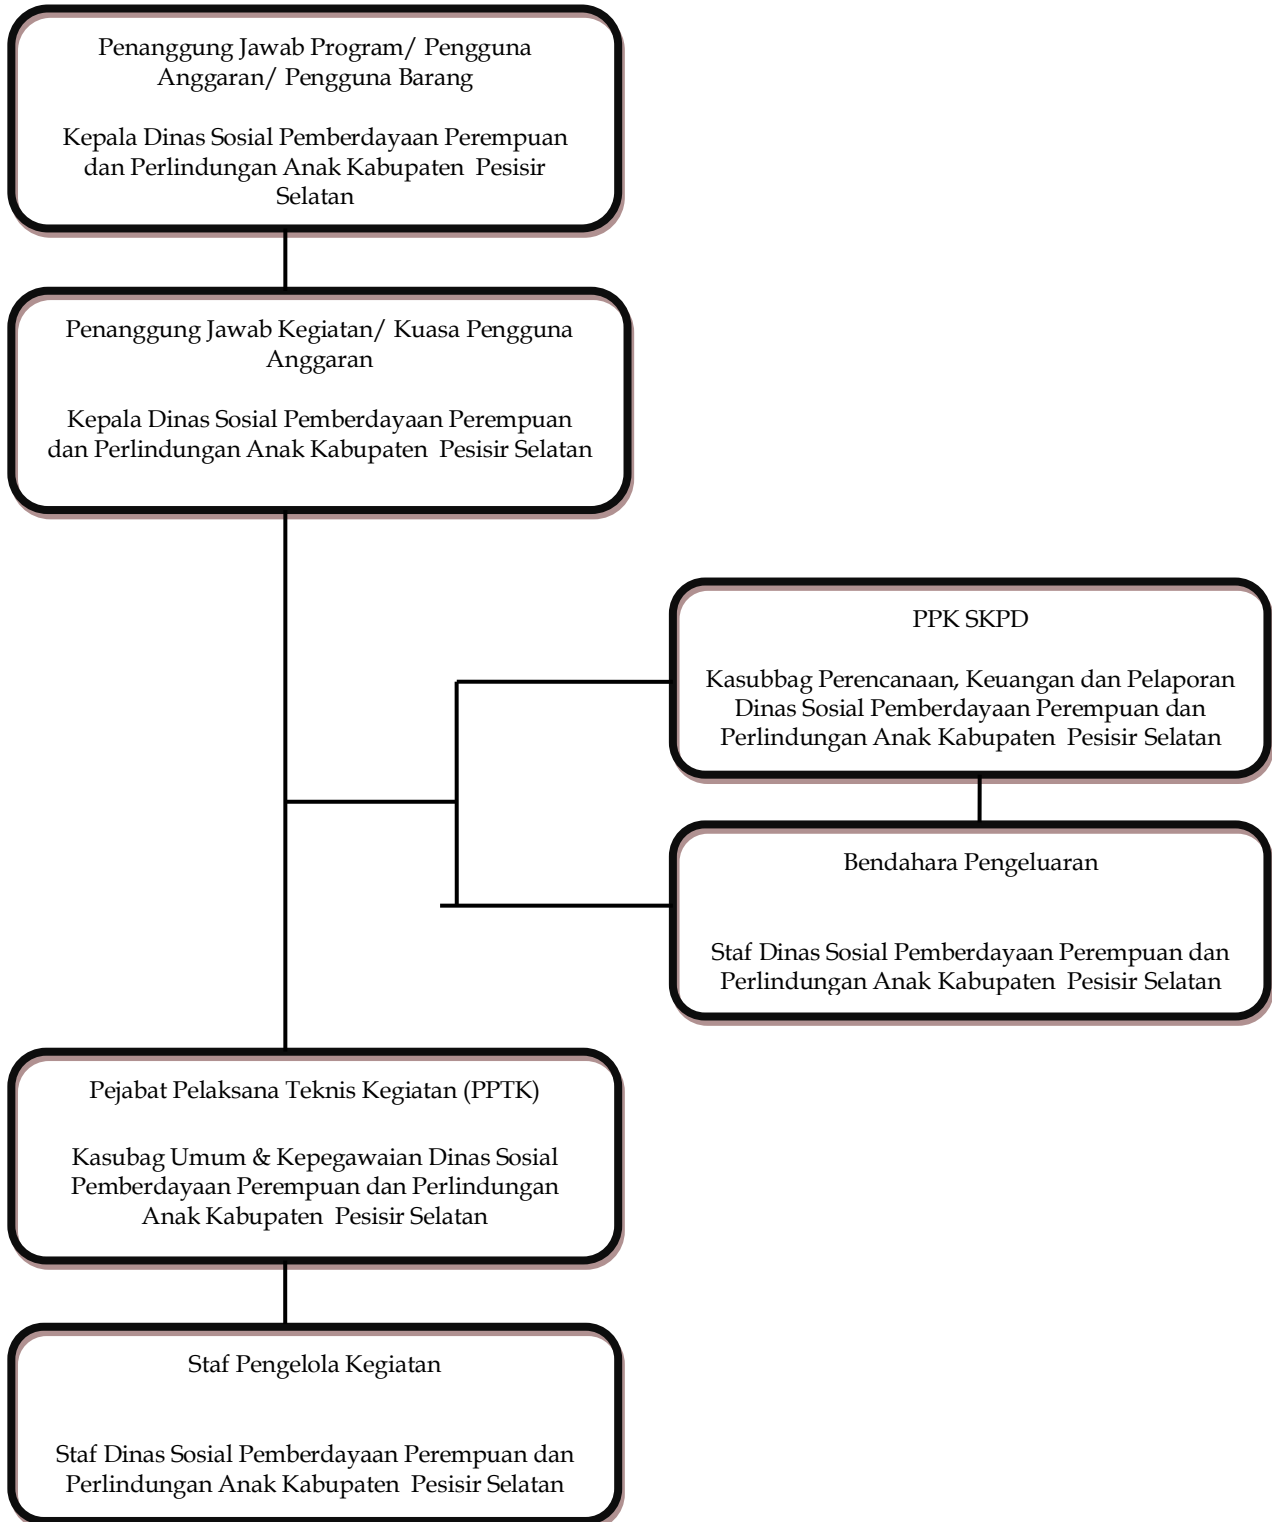 Penanggung Jawab Program/ Pengguna
Anggaran/ Pengguna Barang
Kepala Dinas Sosial Pemberdayaan Perempuan
dan Perlindungan Anak Kabupaten  Pesisir
Selatan
Penanggung Jawab Kegiatan/ Kuasa Pengguna
Anggaran
Kepala Dinas Sosial Pemberdayaan Perempuan
dan Perlindungan Anak Kabupaten  Pesisir Selatan
PPK SKPD
Kasubbag Perencanaan, Keuangan dan Pelaporan
Dinas Sosial Pemberdayaan Perempuan dan
Perlindungan Anak Kabupaten  Pesisir Selatan
Bendahara Pengeluaran
Staf Dinas Sosial Pemberdayaan Perempuan dan
Perlindungan Anak Kabupaten  Pesisir Selatan
Pejabat Pelaksana Teknis Kegiatan (PPTK)
Kasubag Umum & Kepegawaian Dinas Sosial
Pemberdayaan Perempuan dan Perlindungan
Anak Kabupaten  Pesisir Selatan
Staf Pengelola Kegiatan
Staf Dinas Sosial Pemberdayaan Perempuan dan
Perlindungan Anak Kabupaten  Pesisir Selatan